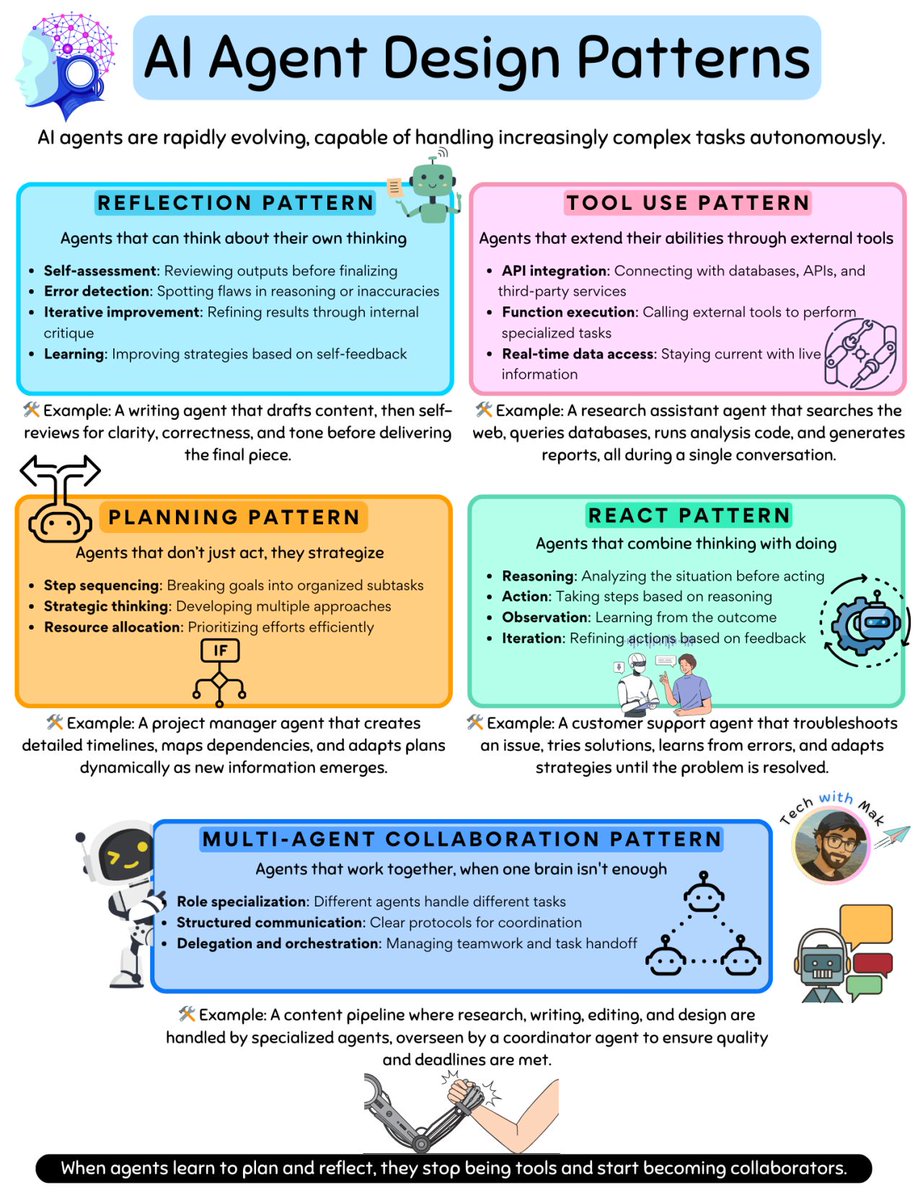 AI Agent Design Patterns
AI agents are rapidly evolving, capable of handling increasingly complex tasks autonomously.
REFLECTION PATTERN
Agents that can think about their own thinking
• Self-assessment: Reviewing outputs before finalizing
• Error detection: Spotting flaws in reasoning or inaccuracies
• Iterative improvement: Refining results through internal
critique
• Learning: Improving strategies based on self-feedback
🛠️ Example: A writing agent that drafts content, then self-
reviews for clarity, correctness, and tone before delivering
the final piece.
TOOL USE PATTERN
Agents that extend their abilities through external tools
• API integration: Connecting with databases, APIs, and
third-party services
• Function execution: Calling external tools to perform
specialized tasks
• Real-time data access: Staying current with live
information
🛠️ Example: A research assistant agent that searches the
web, queries databases, runs analysis code, and generates
reports, all during a single conversation.
PLANNING PATTERN
Agents that don't just act, they strategize
• Step sequencing: Breaking goals into organized subtasks
• Strategic thinking: Developing multiple approaches
• Resource allocation: Prioritizing efforts efficiently
IF
🛠️ Example: A project manager agent that creates
detailed timelines, maps dependencies, and adapts plans
dynamically as new information emerges.
REACT PATTERN
Agents that combine thinking with doing
• Reasoning: Analyzing the situation before acting
• Action: Taking steps based on reasoning
• Observation: Learning from the outcome
• Iteration: Refining actions based on feedback
🛠️ Example: A customer support agent that troubleshoots
an issue, tries solutions, learns from errors, and adapts
strategies until the problem is resolved.
Tech with Mak
MULTI-AGENT COLLABORATION PATTERN
Agents that work together, when one brain isn't enough
• Role specialization: Different agents handle different tasks
• Structured communication: Clear protocols for coordination
• Delegation and orchestration: Managing teamwork and task handoff
🛠️ Example: A content pipeline where research, writing, editing, and design are
handled by specialized agents, overseen by a coordinator agent to ensure quality
and deadlines are met.
When agents learn to plan and reflect, they stop being tools and start becoming collaborators.